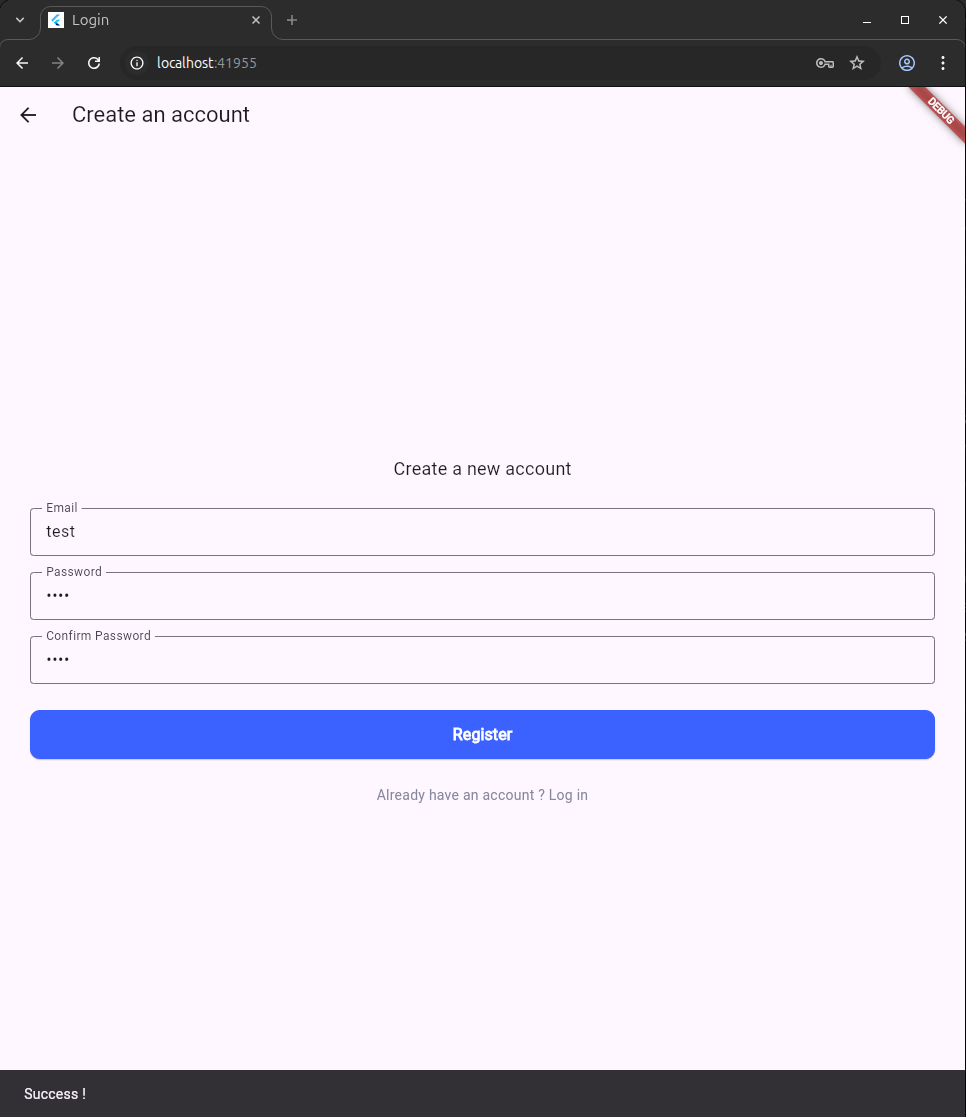 Login
localhost:41955
Create an account
DEBUG
Create a new account
Email
test
Password
••••
Confirm Password
••••
Register
Already have an account ? Log in
Success !